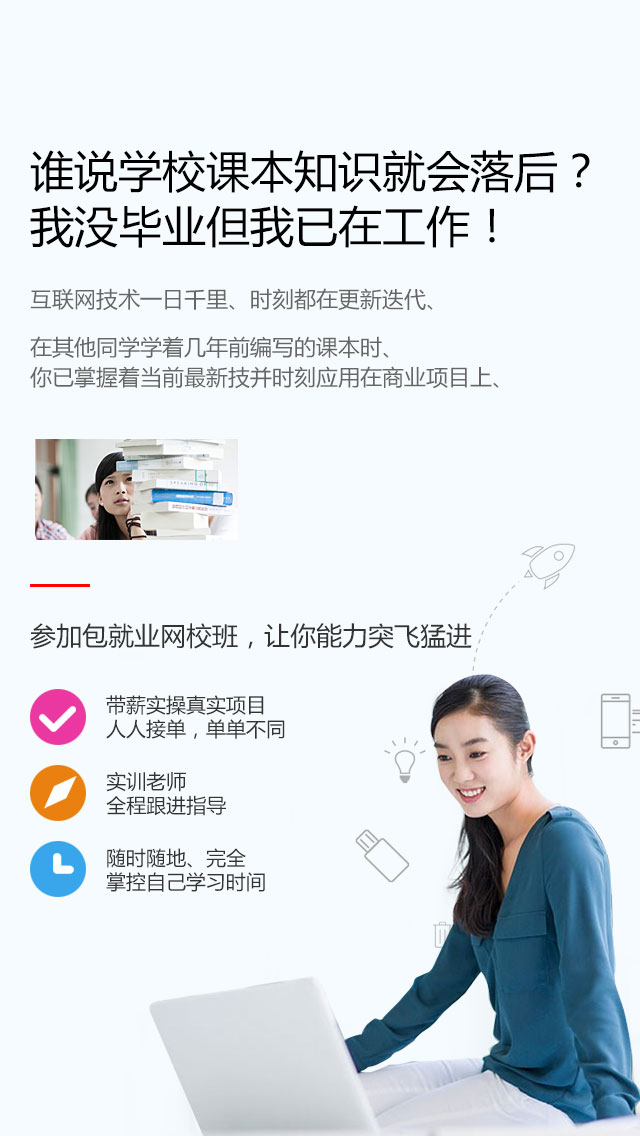 谁说学校课本知识就会落后？
我没毕业但我已在工作！
互联网技术一日千里、时刻都在更新迭代、
在其他同学学着几年前编写的课本时、
你已掌握着当前最新技并时刻应用在商业项目上、
参加包就业网校班，让你能力突飞猛进
带薪实操真实项目
人人接单，单单不同
实训老师
全程跟进指导
随时随地、完全
掌控自己学习时间